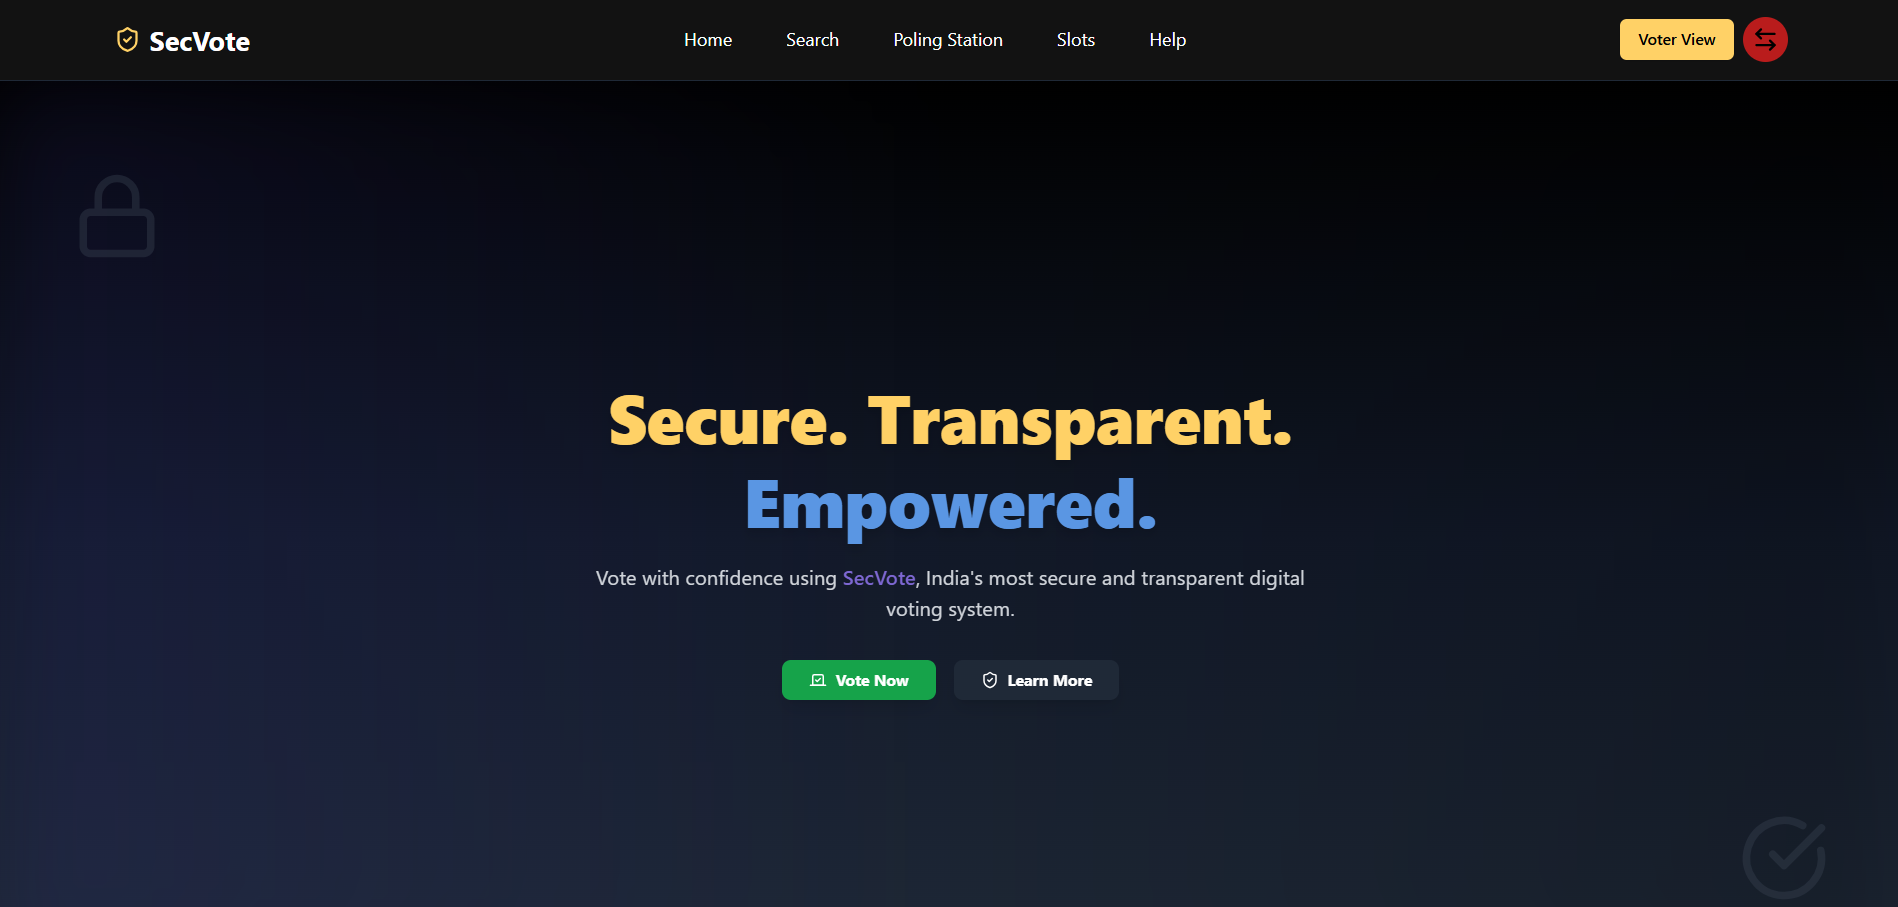 SecVote
Home Search Poling Station Slots Help
Voter View
Secure. Transparent.
Empowered.
Vote with confidence using SecVote, India's most secure and transparent digital
voting system.
Vote Now
Learn More